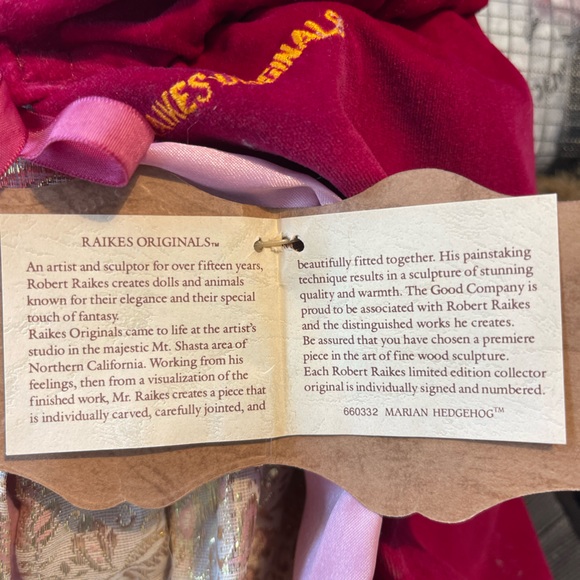 RAIKES ORIGINALS
RAIKES ORIGINALS™
An artist and sculptor for over fifteen years,
Robert Raikes creates dolls and animals
known for their elegance and their special
touch of fantasy.
Raikes Originals came to life at the artist's
studio in the majestic Mt. Shasta area of
Northern California. Working from his
feelings, then from a visualization of the
finished work, Mr. Raikes creates a piece that
is individually carved, carefully jointed, and
beautifully fitted together. His painstaking
technique results in a sculpture of stunning
quality and warmth. The Good Company is
proud to be associated with Robert Raikes
and the distinguished works he creates.
Be assured that you have chosen a premiere
piece in the art of fine wood sculpture.
Each Robert Raikes limited edition collector
original is individually signed and numbered.
660332 MARIAN HEDGEHOG™